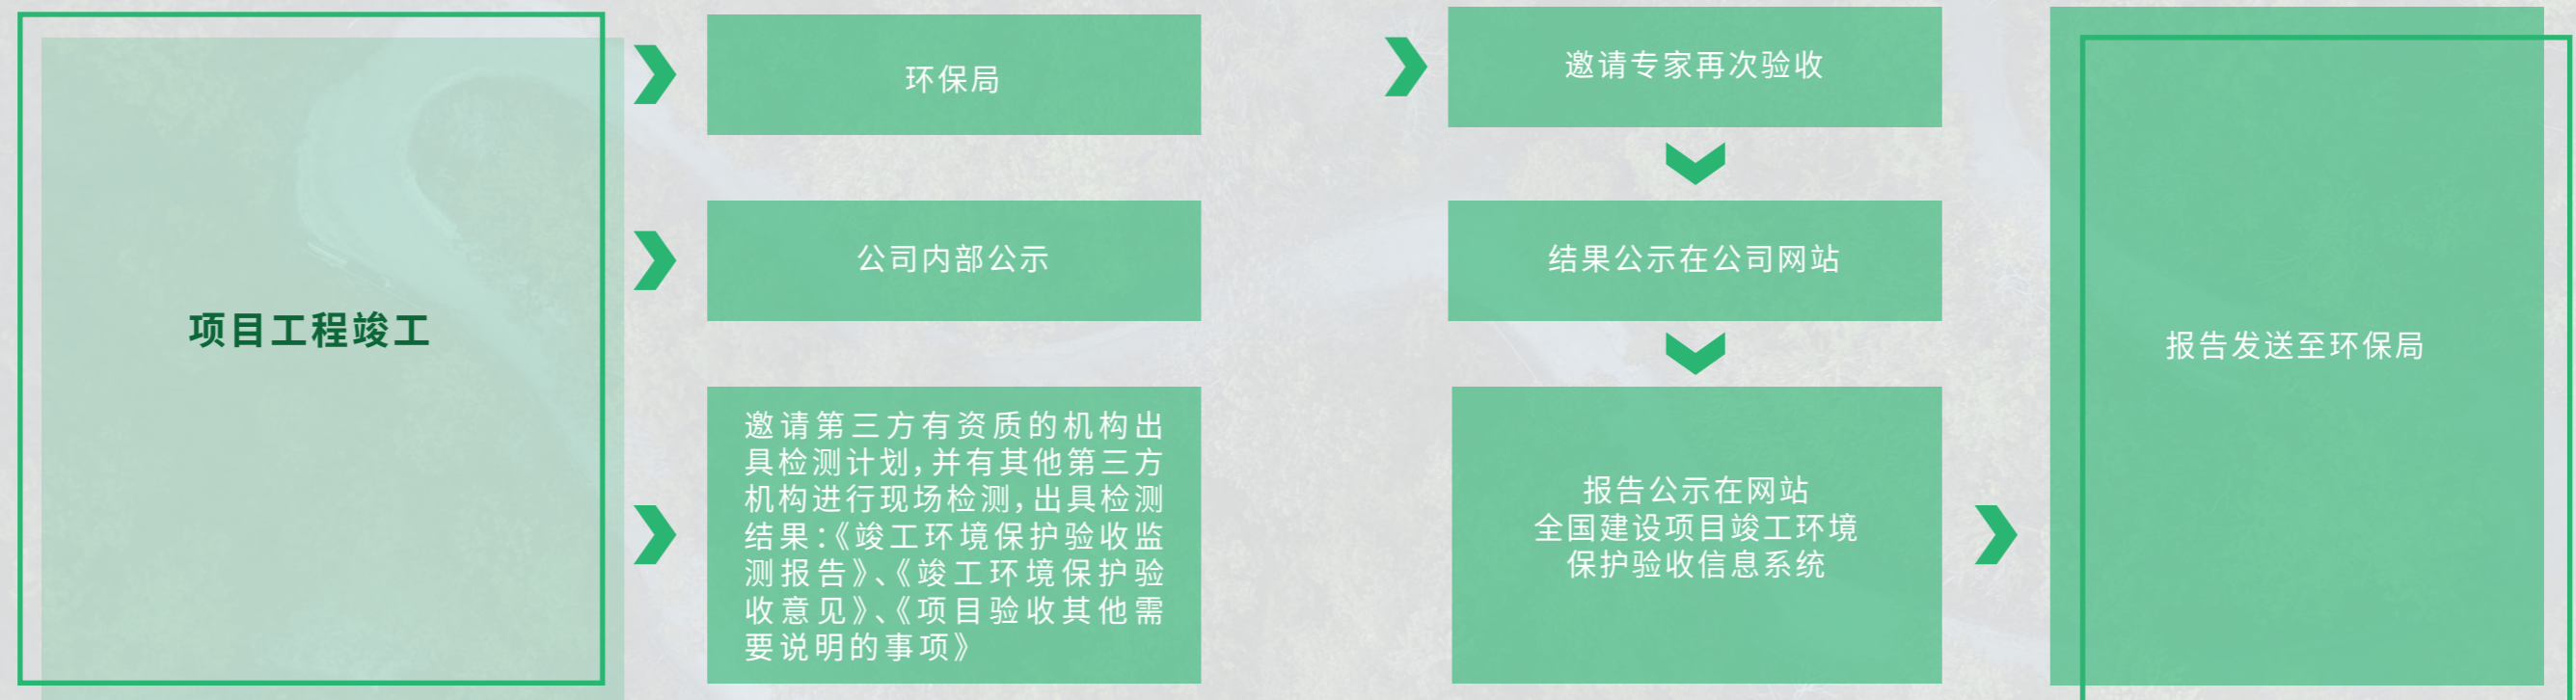 项目工程竣工
环保局
公司内部公示
邀请第三方有资质的机构出
具检测计划，并有其他第三方
机构进行现场检测，出具检测
结果：《竣工环境保护验收监
测报告》、《竣工环境保护验
收意见》、《项目验收其他需
要说明的事项》
邀请专家再次验收
结果公示在公司网站
报告公示在网站
全国建设项目竣工环境
保护验收信息系统
报告发送至环保局